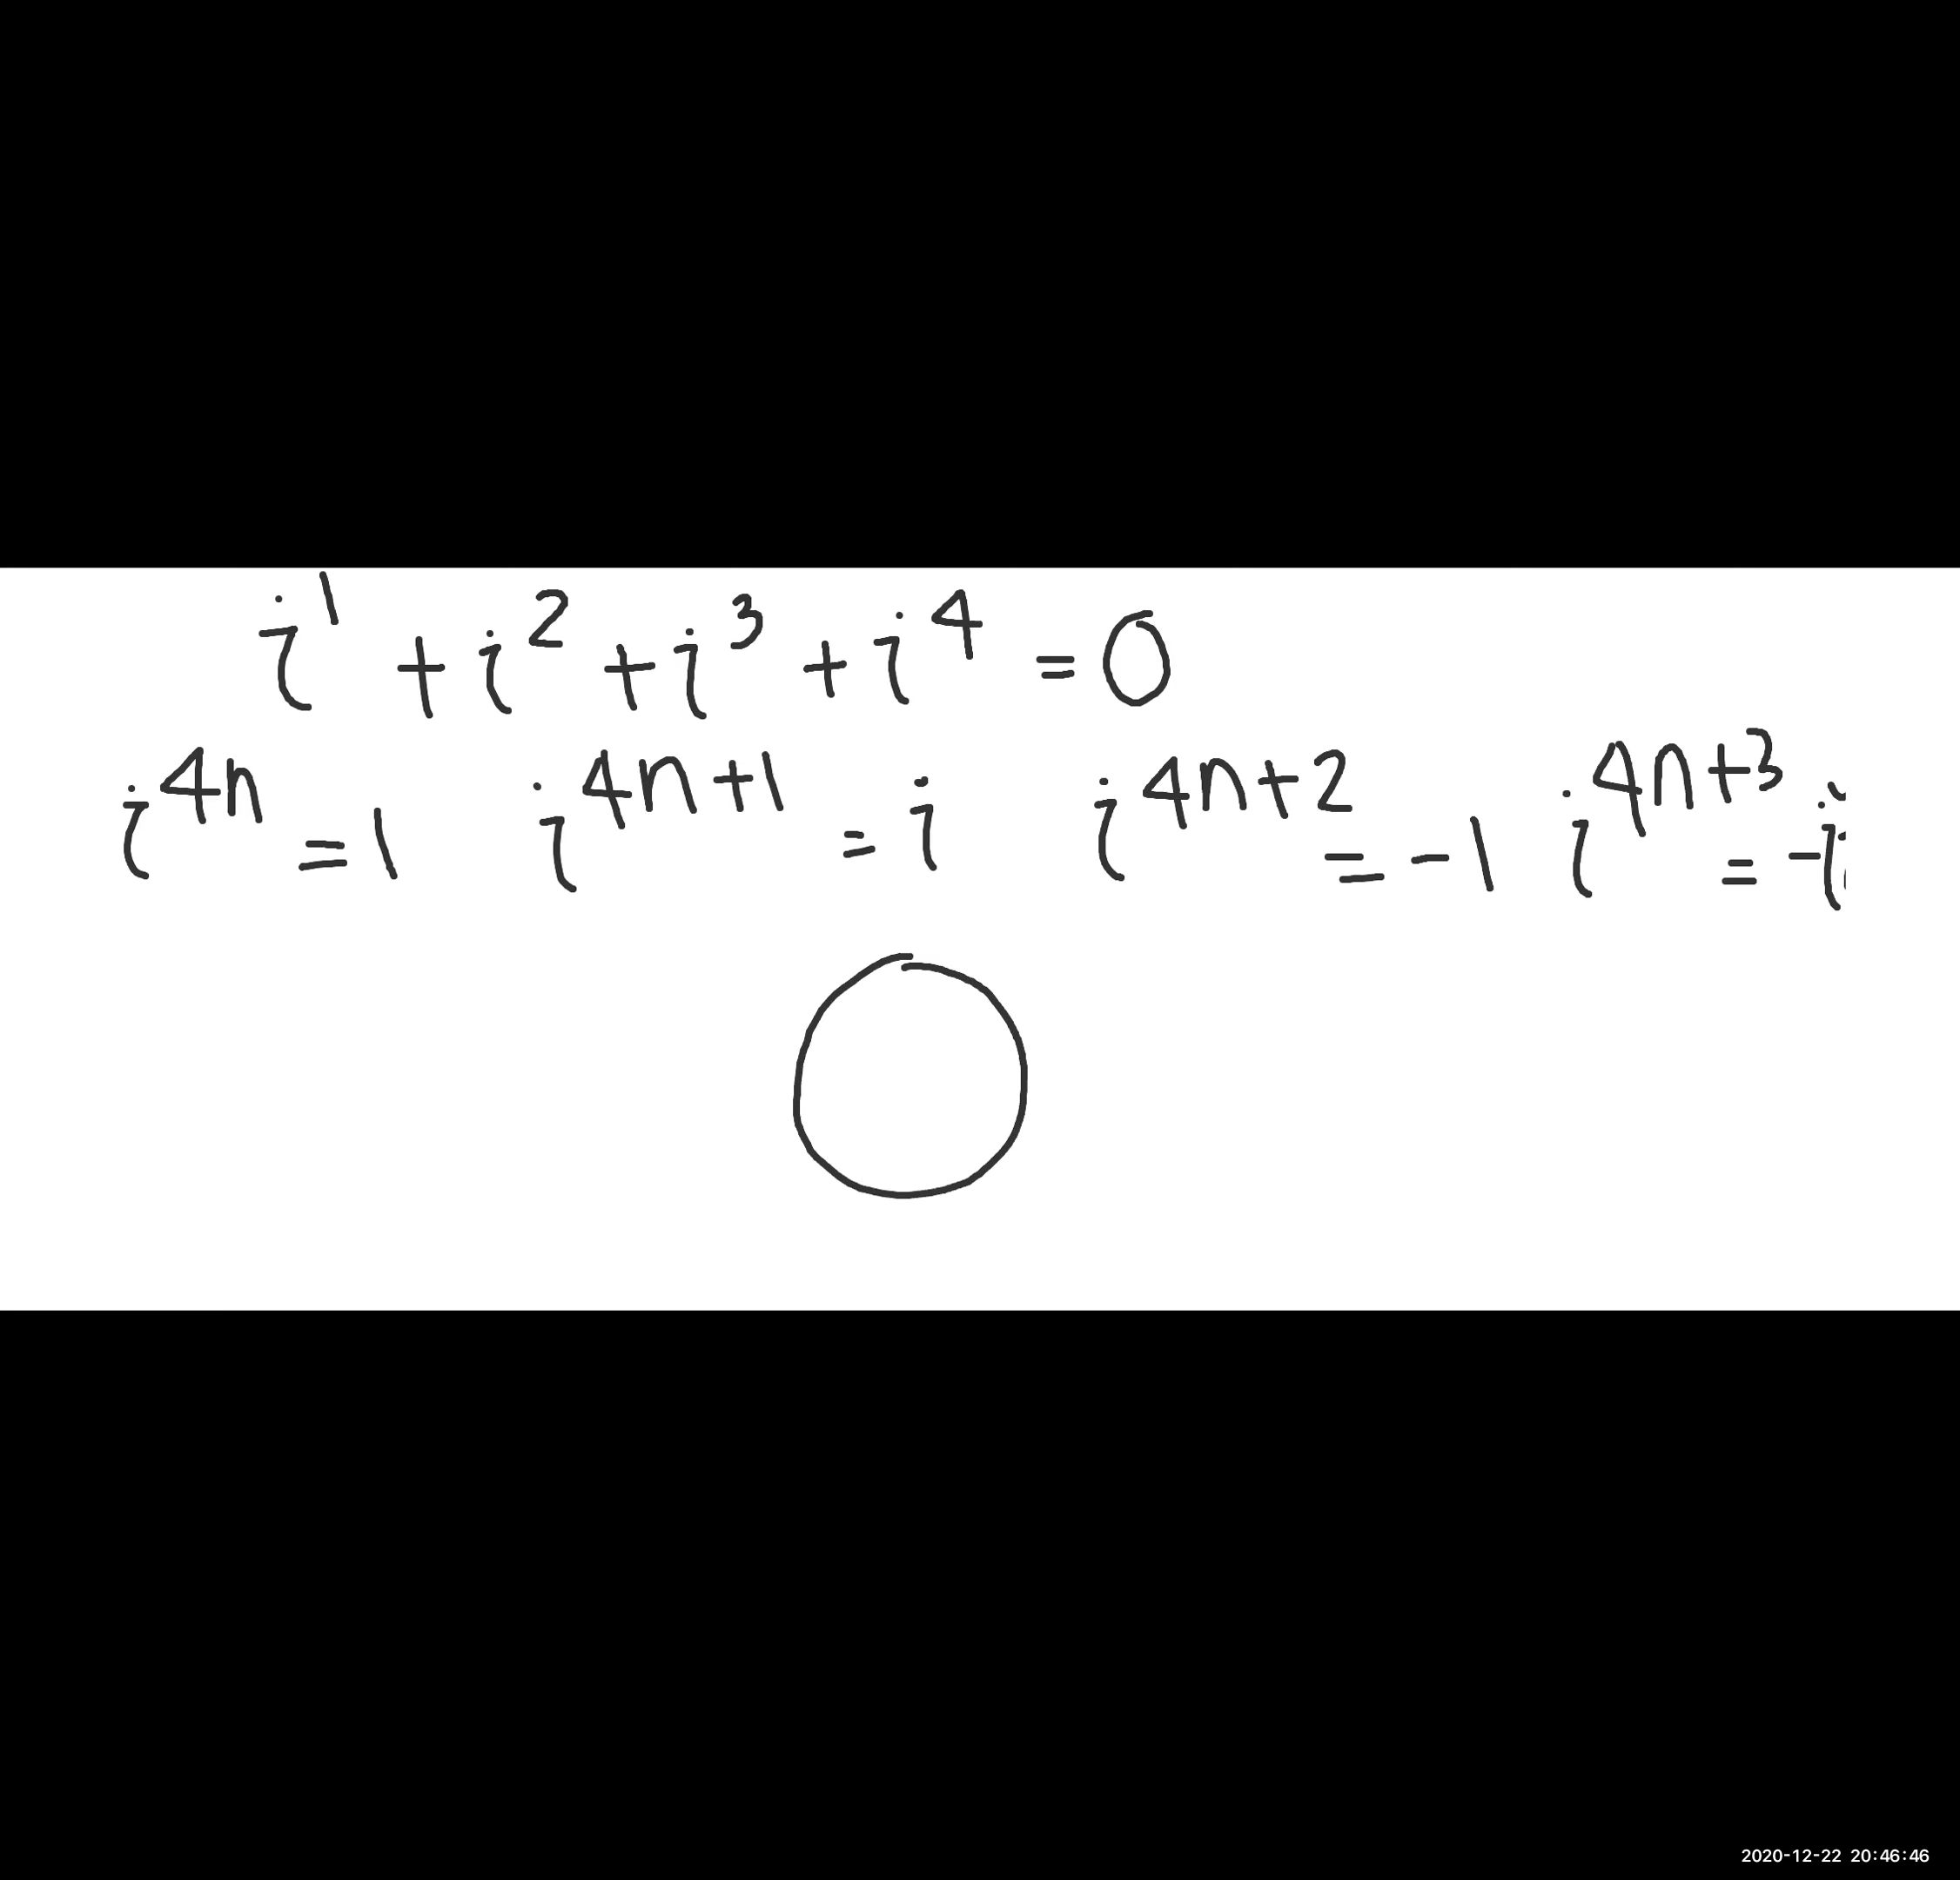 i¹ + i² + i³ + i⁴ = 0
i⁴ⁿ = 1 i⁴ⁿ⁺¹ = i i⁴ⁿ⁺² = -1 i⁴ⁿ⁺³ = -i
2020-12-22 20:46:46